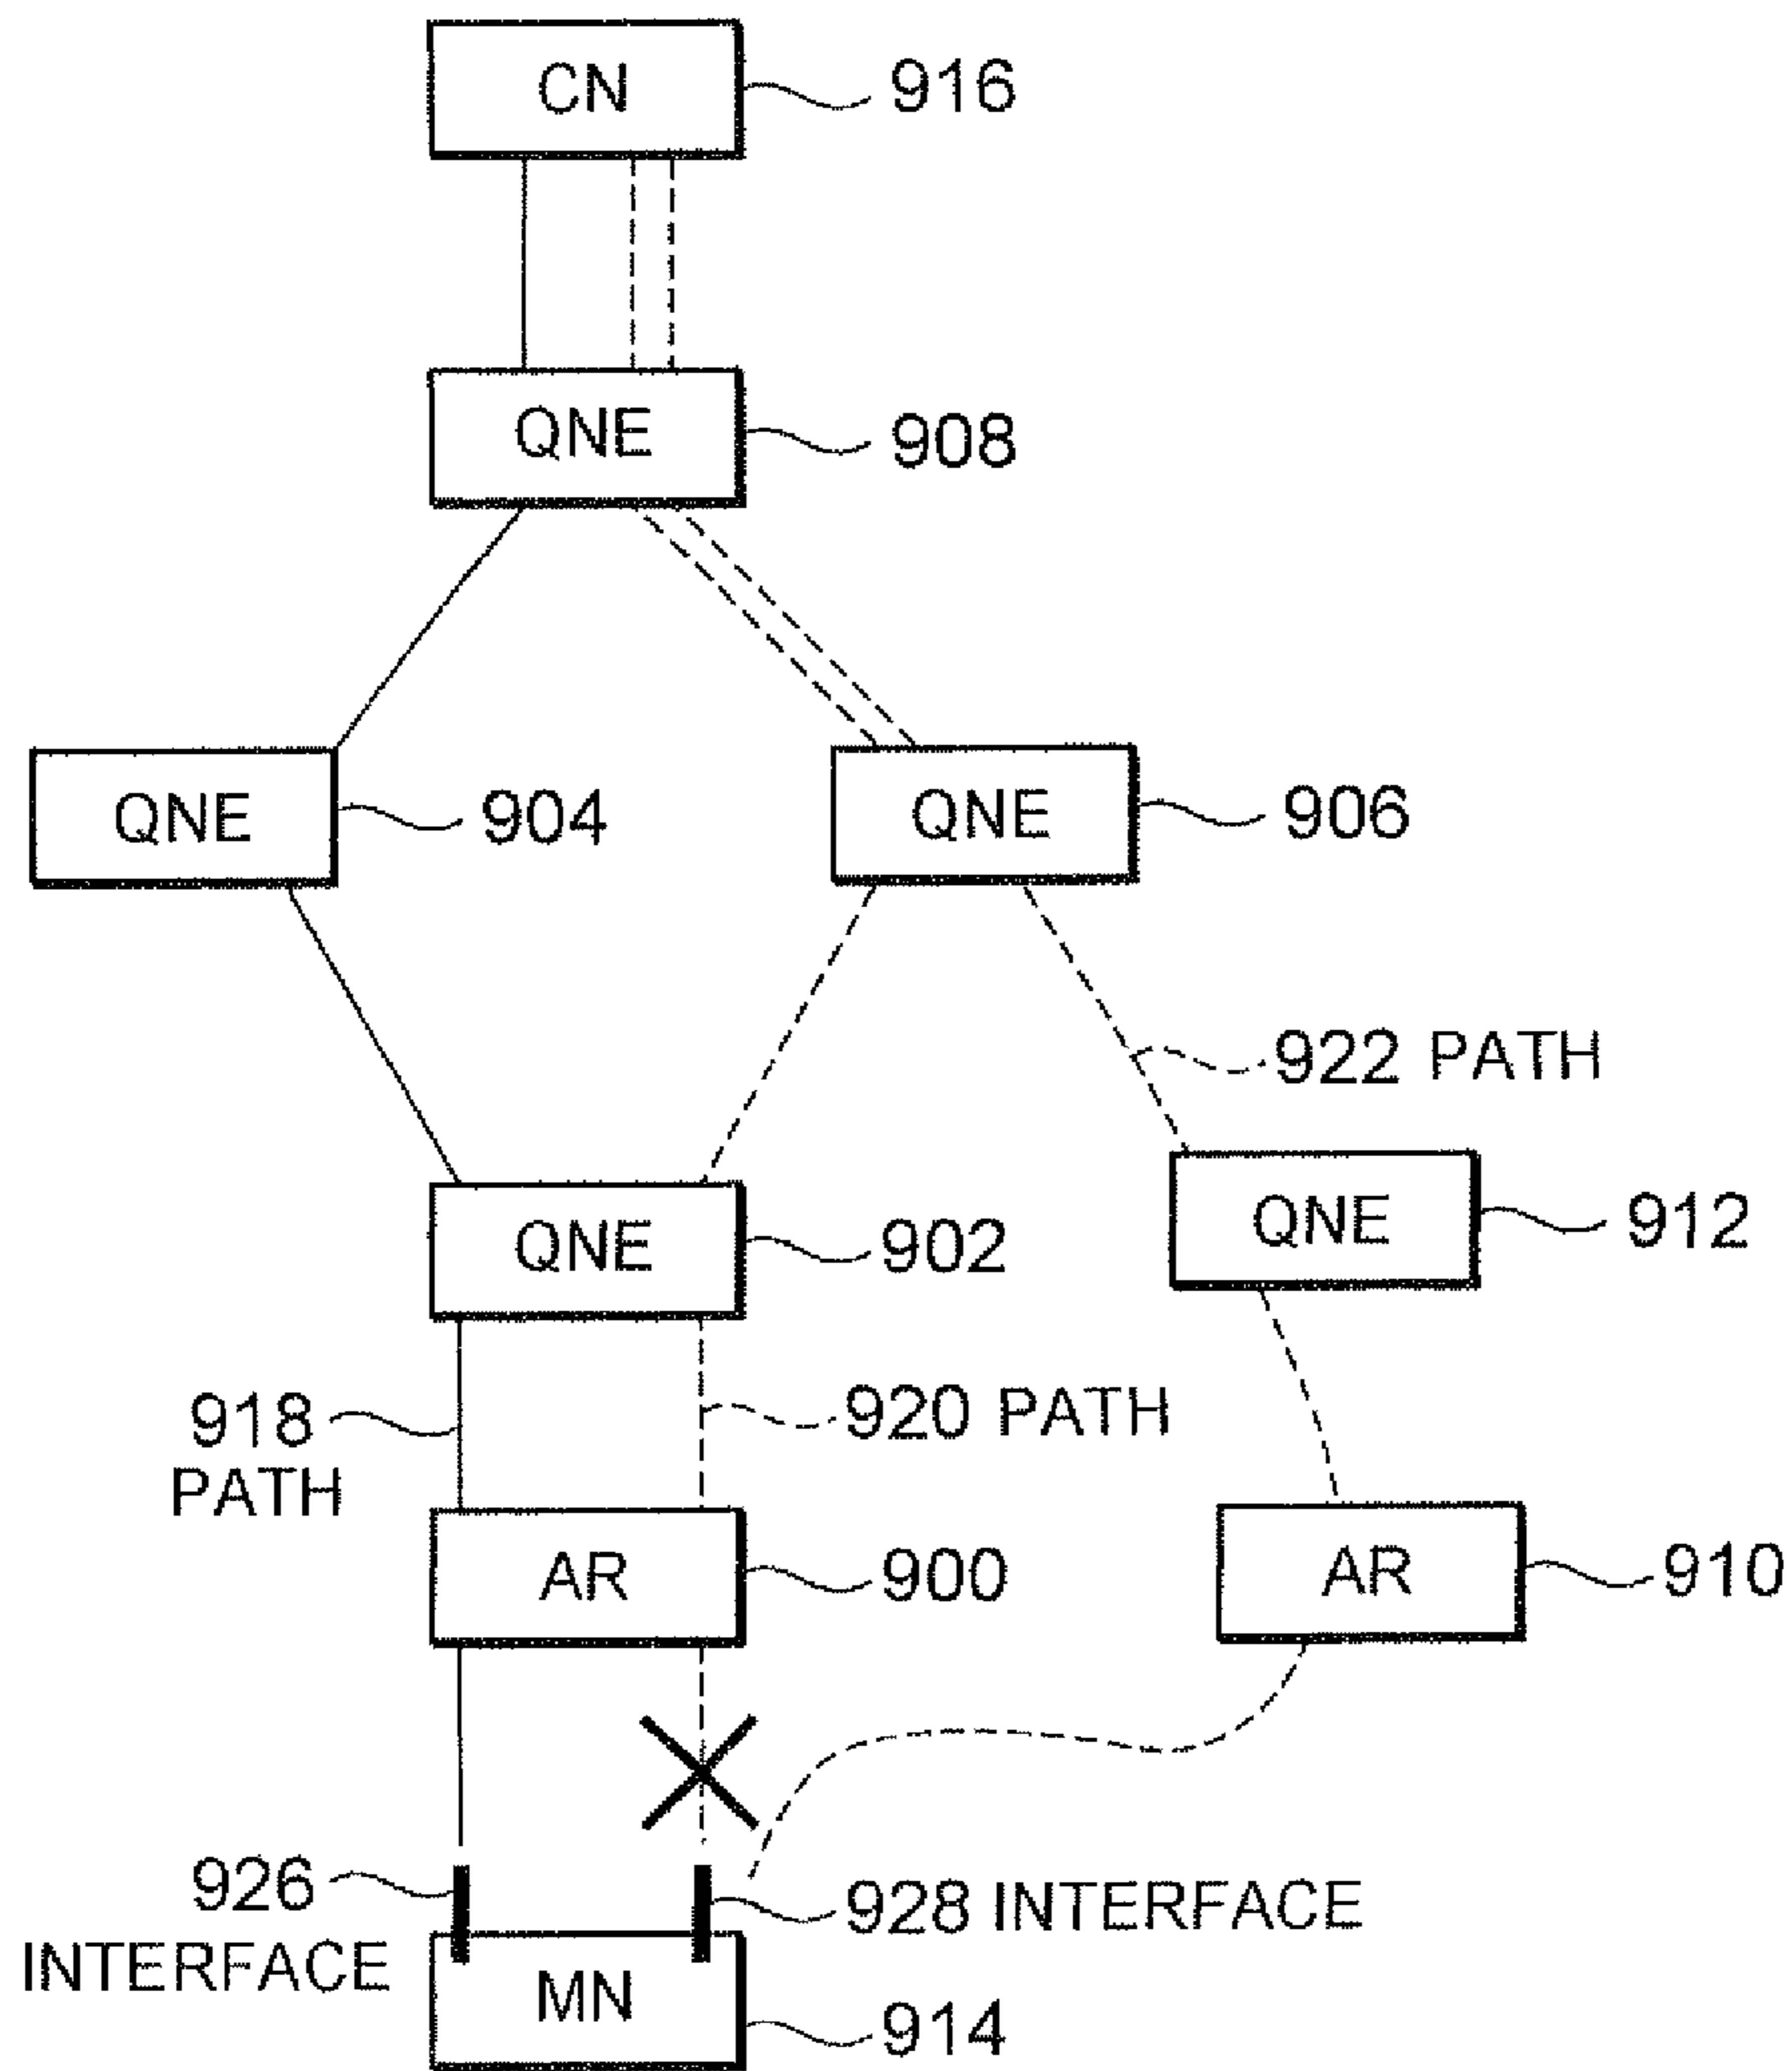 CN
916
QNE
908
QNE
904
QNE
906
922 PATH
QNE
902
QNE
912
918
PATH
920 PATH
AR
900
AR
910
926
INTERFACE
928 INTERFACE
MN
914